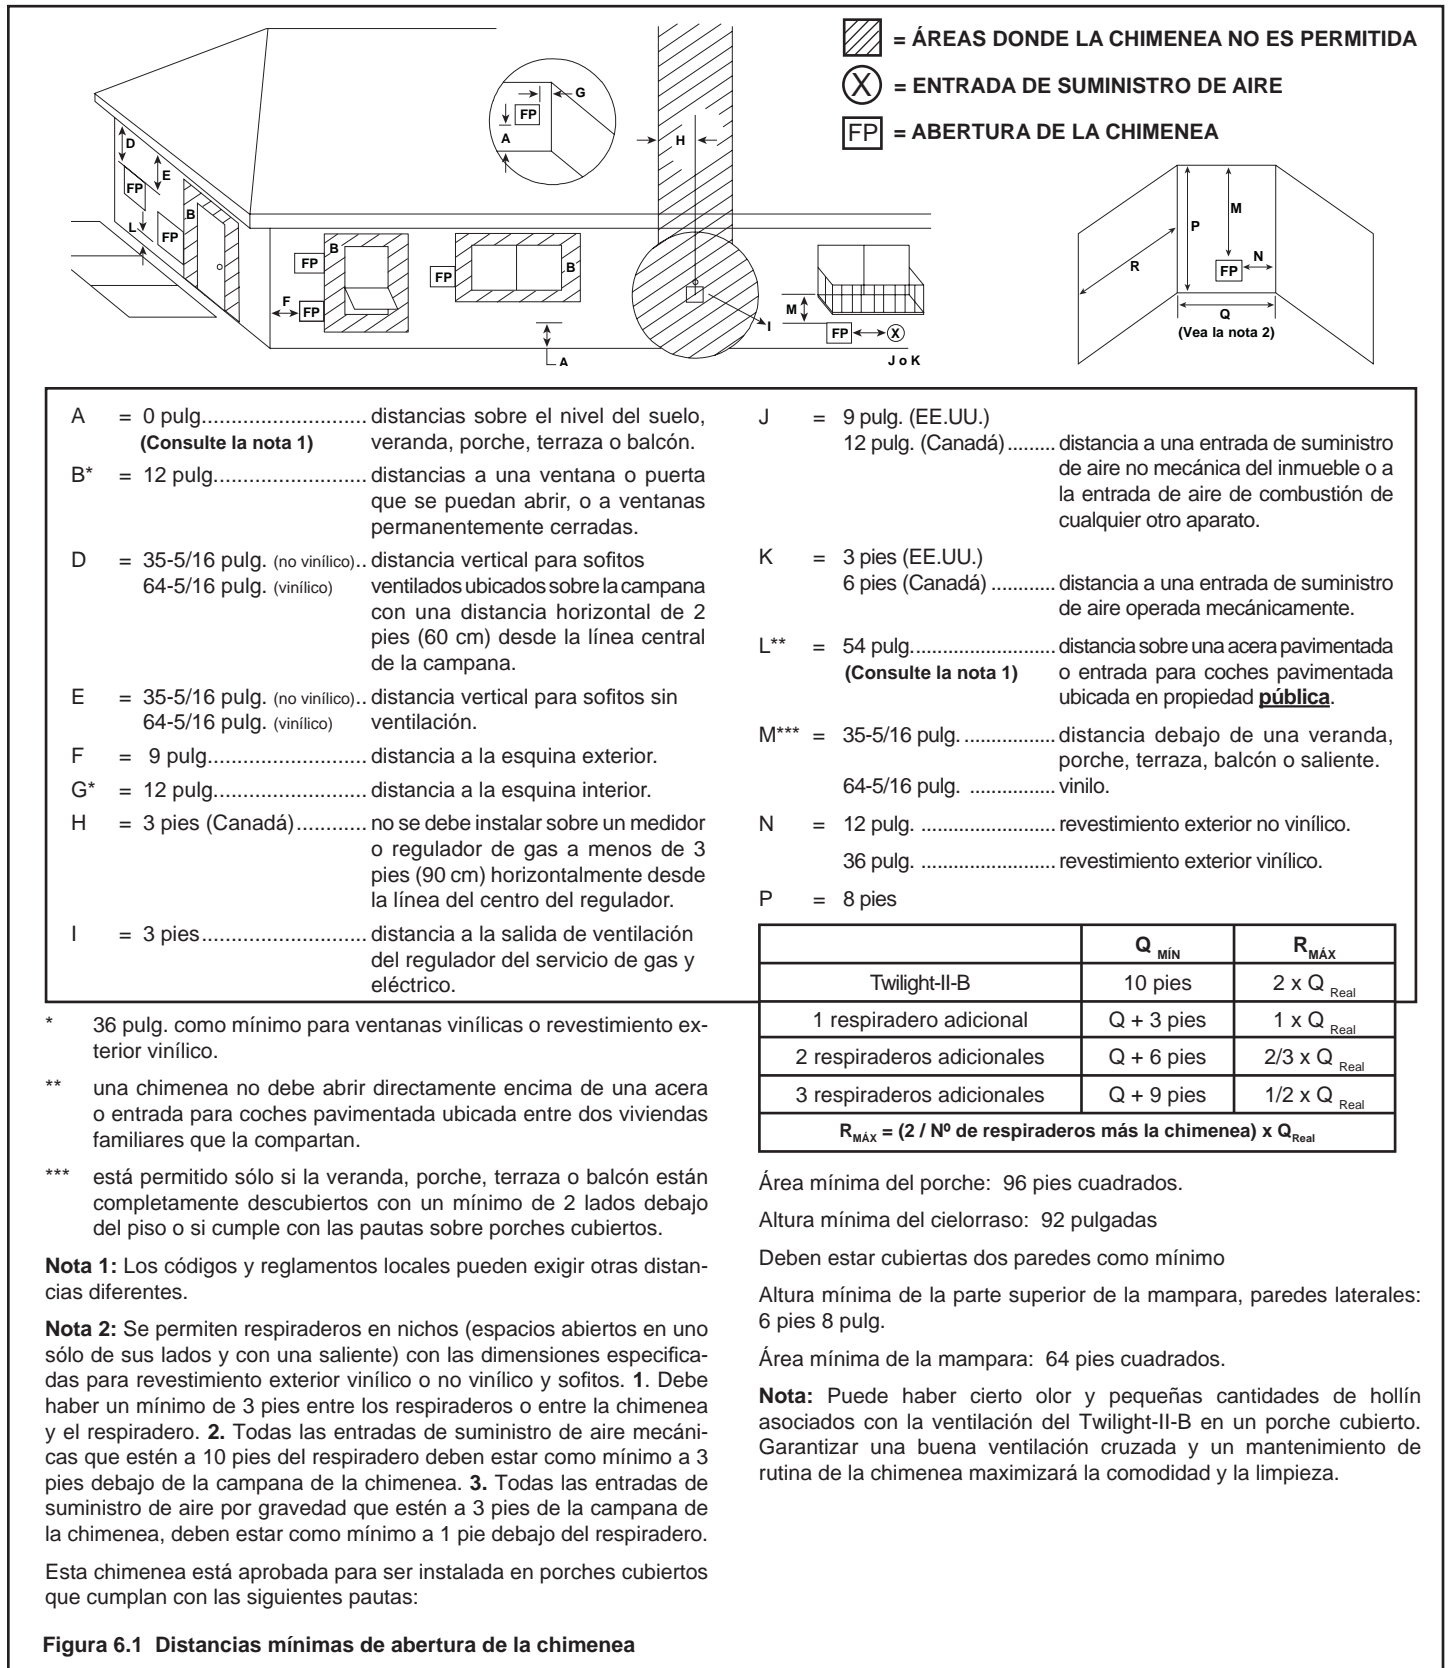 = ÁREAS DONDE LA CHIMENEA NO ES PERMITIDA
X = ENTRADA DE SUMINISTRO DE AIRE
FP = ABERTURA DE LA CHIMENEA
G
FP
A
H
D
E
FP
B
L
FP
B
FP
F
FP
FP
B
A
I
M
FP
X
J o K
P
M
R
FP
N
Q
(Vea la nota 2)
A = 0 pulg............................ distancias sobre el nivel del suelo,
(Consulte la nota 1) veranda, porche, terraza o balcón.
B* = 12 pulg.......................... distancias a una ventana o puerta
que se puedan abrir, o a ventanas
permanentemente cerradas.
D = 35-5/16 pulg. (no vinílico).. distancia vertical para sofitos
64-5/16 pulg. (vinílico) ventilados ubicados sobre la campana
con una distancia horizontal de 2
pies (60 cm) desde la línea central
de la campana.
E = 35-5/16 pulg. (no vinílico).. distancia vertical para sofitos sin
64-5/16 pulg. (vinílico) ventilación.
F = 9 pulg........................... distancia a la esquina exterior.
G* = 12 pulg.......................... distancia a la esquina interior.
H = 3 pies (Canadá)............ no se debe instalar sobre un medidor
o regulador de gas a menos de 3
pies (90 cm) horizontalmente desde
la línea del centro del regulador.
I = 3 pies............................ distancia a la salida de ventilación
del regulador del servicio de gas y
eléctrico.
* 36 pulg. como mínimo para ventanas vinílicas o revestimiento ex-
terior vinílico.
** una chimenea no debe abrir directamente encima de una acera
o entrada para coches pavimentada ubicada entre dos viviendas
familiares que la compartan.
*** está permitido sólo si la veranda, porche, terraza o balcón están
completamente descubiertos con un mínimo de 2 lados debajo
del piso o si cumple con las pautas sobre porches cubiertos.
Nota 1: Los códigos y reglamentos locales pueden exigir otras distan-
cias diferentes.
Nota 2: Se permiten respiraderos en nichos (espacios abiertos en uno
sólo de sus lados y con una saliente) con las dimensiones especifica-
das para revestimiento exterior vinílico o no vinílico y sofitos. 1. Debe
haber un mínimo de 3 pies entre los respiraderos o entre la chimenea
y el respiradero. 2. Todas las entradas de suministro de aire mecáni-
cas que estén a 10 pies del respiradero deben estar como mínimo a 3
pies debajo de la campana de la chimenea. 3. Todas las entradas de
suministro de aire por gravedad que estén a 3 pies de la campana de
la chimenea, deben estar como mínimo a 1 pie debajo del respiradero.
Esta chimenea está aprobada para ser instalada en porches cubiertos
que cumplan con las siguientes pautas:
J = 9 pulg. (EE.UU.)
12 pulg. (Canadá) ......... distancia a una entrada de suministro
de aire no mecánica del inmueble o a
la entrada de aire de combustión de
cualquier otro aparato.
K = 3 pies (EE.UU.)
6 pies (Canadá) ........... distancia a una entrada de suministro
de aire operada mecánicamente.
L** = 54 pulg........................ distancia sobre una acera pavimentada
(Consulte la nota 1) o entrada para coches pavimentada
ubicada en propiedad pública.
M*** = 35-5/16 pulg. ................. distancia debajo de una veranda,
porche, terraza, balcón o saliente.
64-5/16 pulg. ................ vinilo.
N = 12 pulg. ......................... revestimiento exterior no vinílico.
36 pulg. ......................... revestimiento exterior vinílico.
P = 8 pies
Q MÍN R MÁX
Twilight-II-B 10 pies 2 x Q Real
1 respiradero adicional Q + 3 pies 1 x Q Real
2 respiraderos adicionales Q + 6 pies 2/3 x Q Real
3 respiraderos adicionales Q + 9 pies 1/2 x Q Real
R MÁX = (2 / Nº de respiraderos más la chimenea) x Q Real
Área mínima del porche: 96 pies cuadrados.
Altura mínima del cielorraso: 92 pulgadas
Deben estar cubiertas dos paredes como mínimo
Altura mínima de la parte superior de la mampara, paredes laterales:
6 pies 8 pulg.
Área mínima de la mampara: 64 pies cuadrados.
Nota: Puede haber cierto olor y pequeñas cantidades de hollín
asociados con la ventilación del Twilight-II-B en un porche cubierto.
Garantizar una buena ventilación cruzada y un mantenimiento de
rutina de la chimenea maximizará la comodidad y la limpieza.
Figura 6.1 Distancias mínimas de abertura de la chimenea